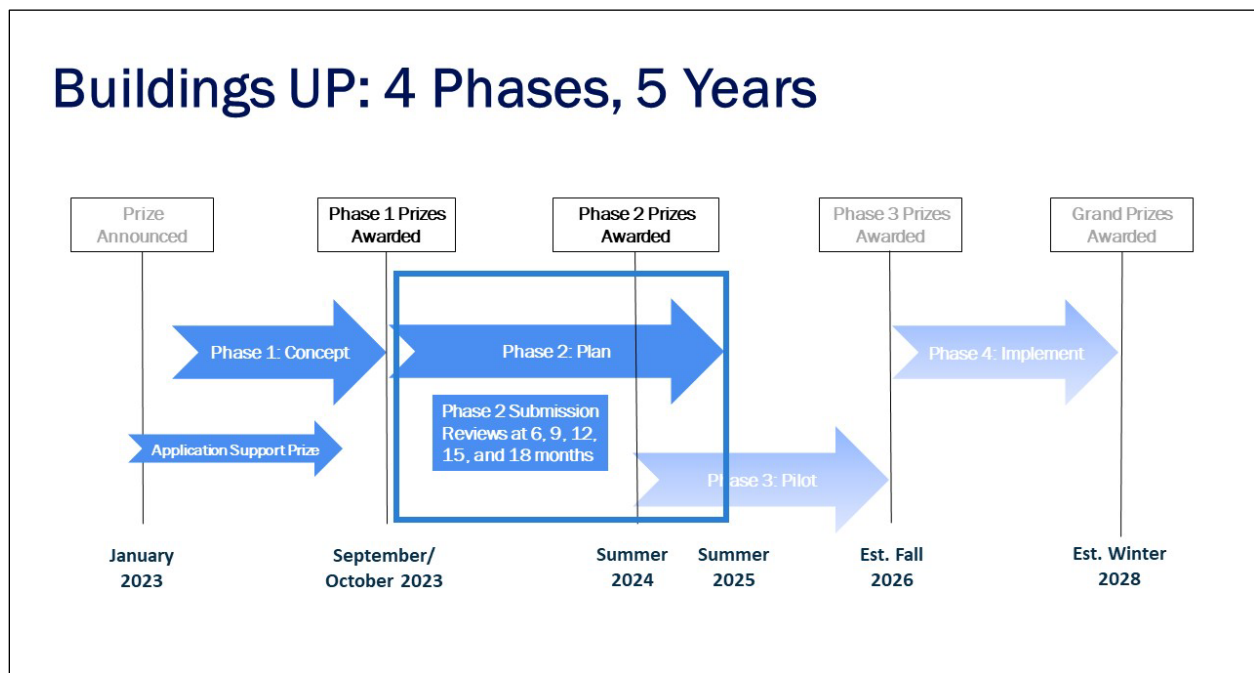 Buildings UP: 4 Phases, 5 Years
Prize
Announced
Phase 1 Prizes
Awarded
Phase 2 Prizes
Awarded
Phase 3 Prizes
Awarded
Grand Prizes
Awarded
Phase 1: Concept
Phase 2: Plan
Phase 4: Implement
Phase 2 Submission
Reviews at 6, 9, 12,
15, and 18 months
Application Support Prize
Phase 3: Pilot
January
2023
September/
October 2023
Summer
2024
Summer
2025
Est. Fall
2026
Est. Winter
2028